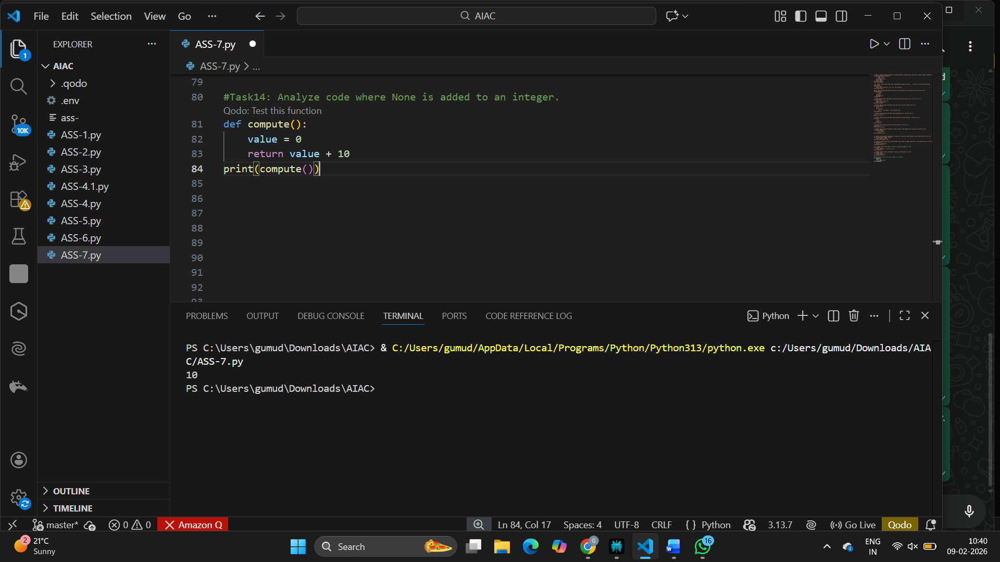 File Edit Selection View Go ... AIAC
EXPLORER
1
AIAC
.qodo
.env
ass-
10K
ASS-1.py
ASS-2.py
ASS-3.py
ASS-4.1.py
ASS-4.py
ASS-5.py
ASS-6.py
ASS-7.py
OUTLINE
TIMELINE
ASS-7.py
ASS-7.py > ...
79
80 #Task14: Analyze code where None is added to an integer.
Qodo: Test this function
81 def compute():
82 value = 0
83 return value + 10
84 print(compute())
85
86
87
88
89
90
91
92
93
PROBLEMS OUTPUT DEBUG CONSOLE TERMINAL PORTS CODE REFERENCE LOG Python
PS C:\Users\gumud\Downloads\AIAC> & C:/Users/gumud/AppData/Local/Programs/Python/Python313/python.exe c:/Users/gumud/Downloads/AIA
C/ASS-7.py
10
PS C:\Users\gumud\Downloads\AIAC>
master* 0 0 Amazon Q Ln 84, Col 17 Spaces: 4 UTF-8 CRLF {} Python 3.13.7 Go Live Qodo
2 21°C
Sunny
Search
16
ENG
IN
10:40
09-02-2026